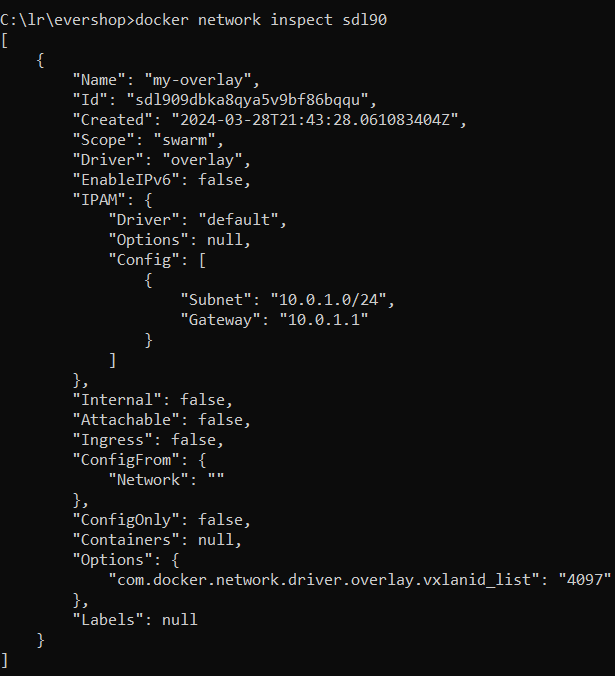 C:\lr\evershop>docker network inspect sdl90
[
    {
        "Name": "my-overlay",
        "Id": "sdl909dbka8qya5v9bf86bqqu",
        "Created": "2024-03-28T21:43:28.061083404Z",
        "Scope": "swarm",
        "Driver": "overlay",
        "EnableIPv6": false,
        "IPAM": {
            "Driver": "default",
            "Options": null,
            "Config": [
                {
                    "Subnet": "10.0.1.0/24",
                    "Gateway": "10.0.1.1"
                }
            ]
        },
        "Internal": false,
        "Attachable": false,
        "Ingress": false,
        "ConfigFrom": {
            "Network": ""
        },
        "ConfigOnly": false,
        "Containers": null,
        "Options": {
            "com.docker.network.driver.overlay.vxlanid_list": "4097"
        },
        "Labels": null
    }
]